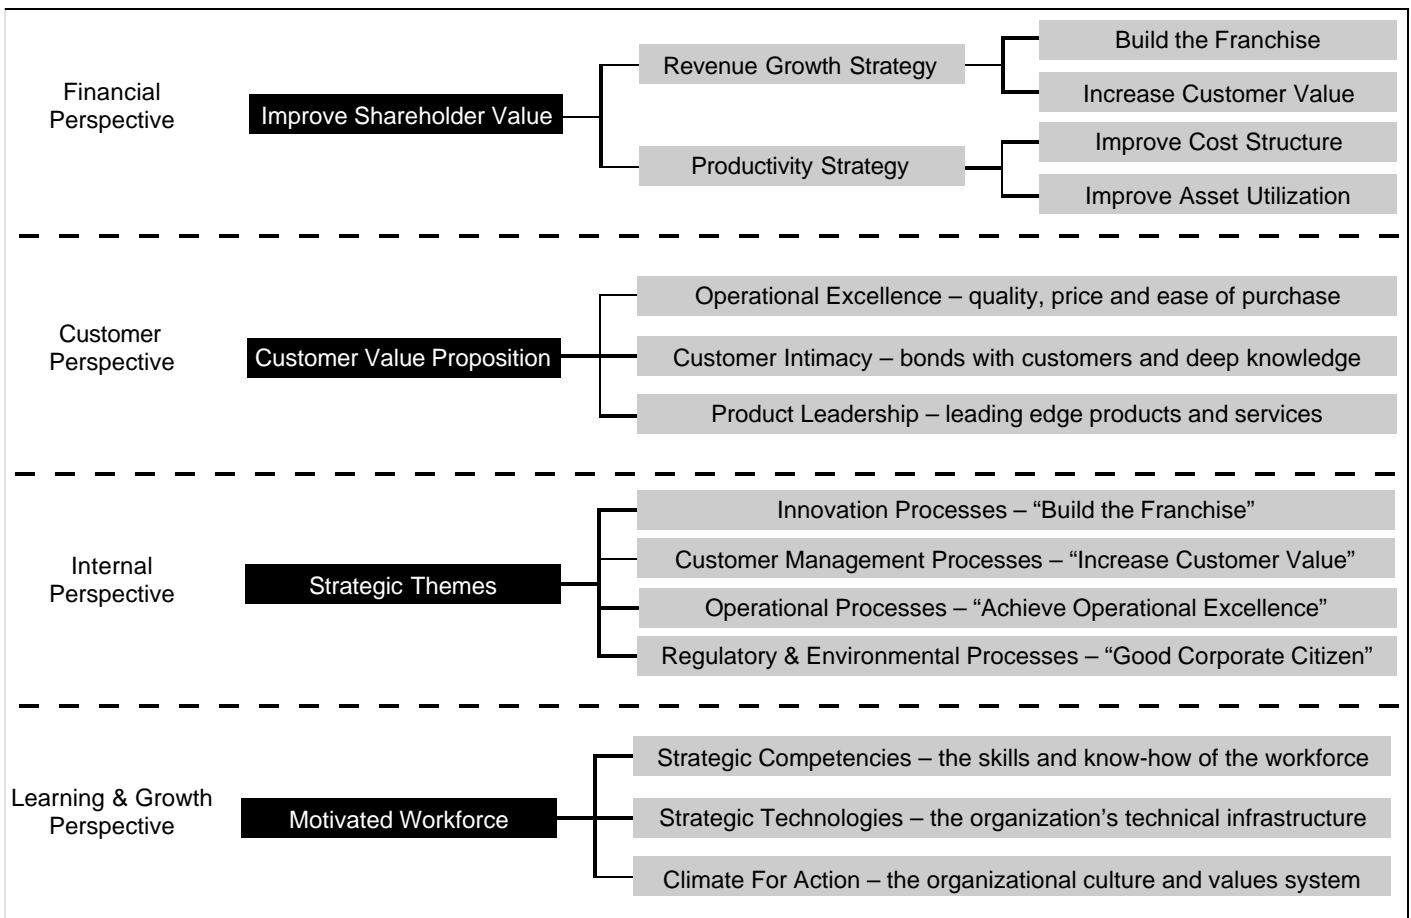 Financial
Perspective
Improve Shareholder Value
Revenue Growth Strategy
Build the Franchise
Increase Customer Value
Productivity Strategy
Improve Cost Structure
Improve Asset Utilization
Customer
Perspective
Customer Value Proposition
Operational Excellence – quality, price and ease of purchase
Customer Intimacy – bonds with customers and deep knowledge
Product Leadership – leading edge products and services
Internal
Perspective
Strategic Themes
Innovation Processes – “Build the Franchise”
Customer Management Processes – “Increase Customer Value”
Operational Processes – “Achieve Operational Excellence”
Regulatory & Environmental Processes – “Good Corporate Citizen”
Learning & Growth
Perspective
Motivated Workforce
Strategic Competencies – the skills and know-how of the workforce
Strategic Technologies – the organization’s technical infrastructure
Climate For Action – the organizational culture and values system